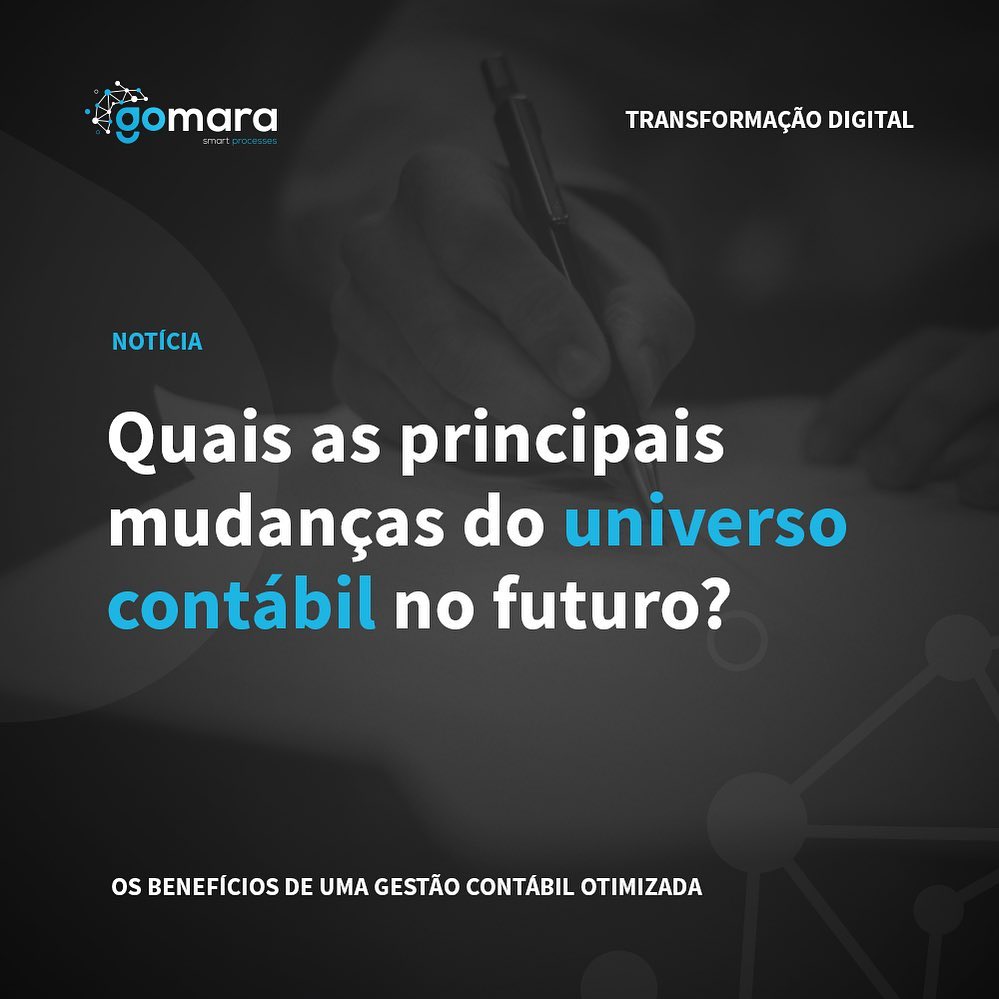 gomara
smart processes
TRANSFORMAÇÃO DIGITAL
NOTÍCIA
Quais as principais
mudanças do universo
contábil no futuro?
OS BENEFÍCIOS DE UMA GESTÃO CONTÁBIL OTIMIZADA